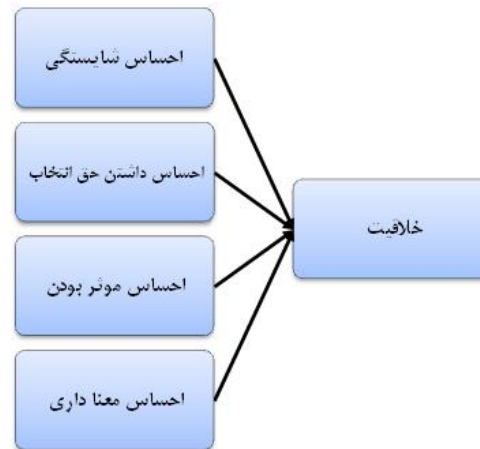 احساس شایستگی
احساس داشتن حق انتخاب
احساس موثر بودن
احساس معنا داری
خلاقیت